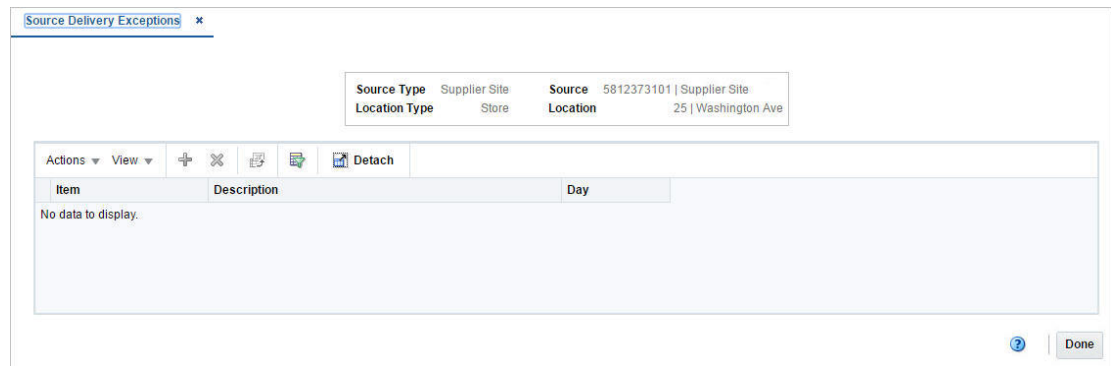 Source Delivery Exceptions
Source Type Supplier Site Source 5812373101 | Supplier Site
Location Type Store Location 25 | Washington Ave
Actions View Detach
Item Description Day
No data to display.
? Done